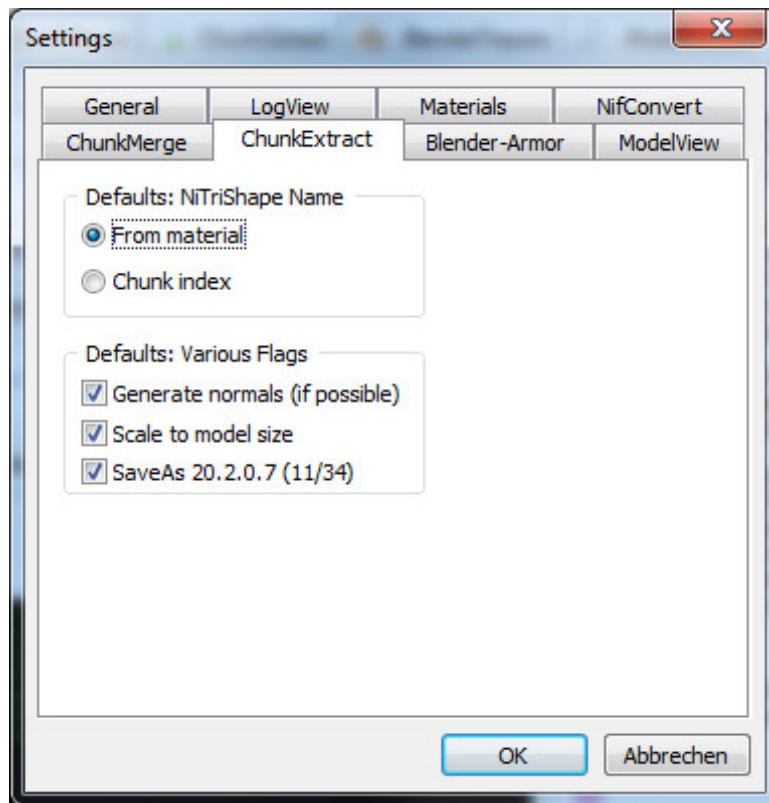 Settings
General LogView Materials NifConvert
ChunkMerge ChunkExtract Blender-Armor ModelView
Defaults: NiTriShape Name
From material
Chunk index
Defaults: Various Flags
Generate normals (if possible)
Scale to model size
SaveAs 20.2.0.7 (11/34)
OK Abbrechen